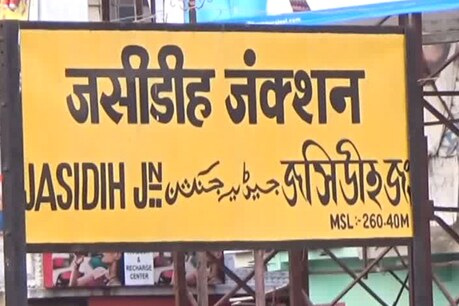 जसीडीह जंक्शन
JASIDIH JN جسیڈیہ جنکشن জসিডীহ জং
MSL :- 260.40M
& RECHARGE
CENTER